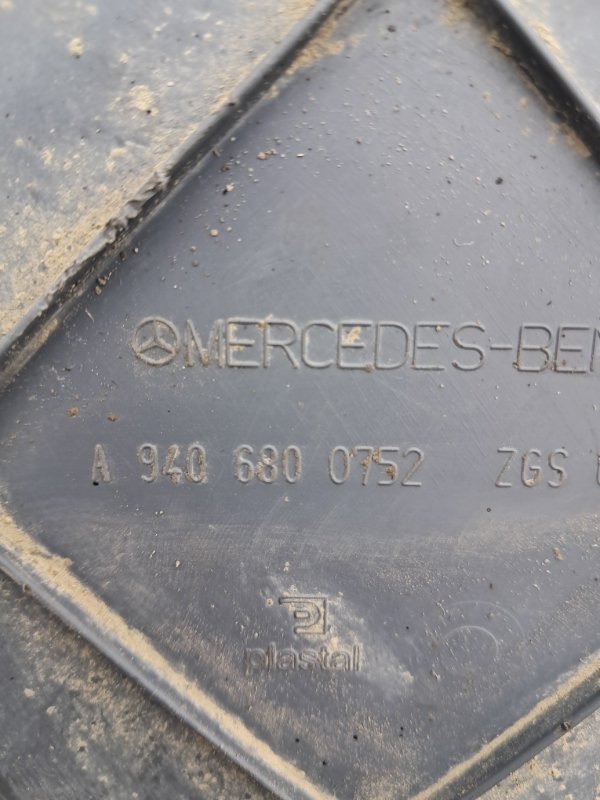 MERCEDES-BEN
A 940 680 0752 ZGS
plastal